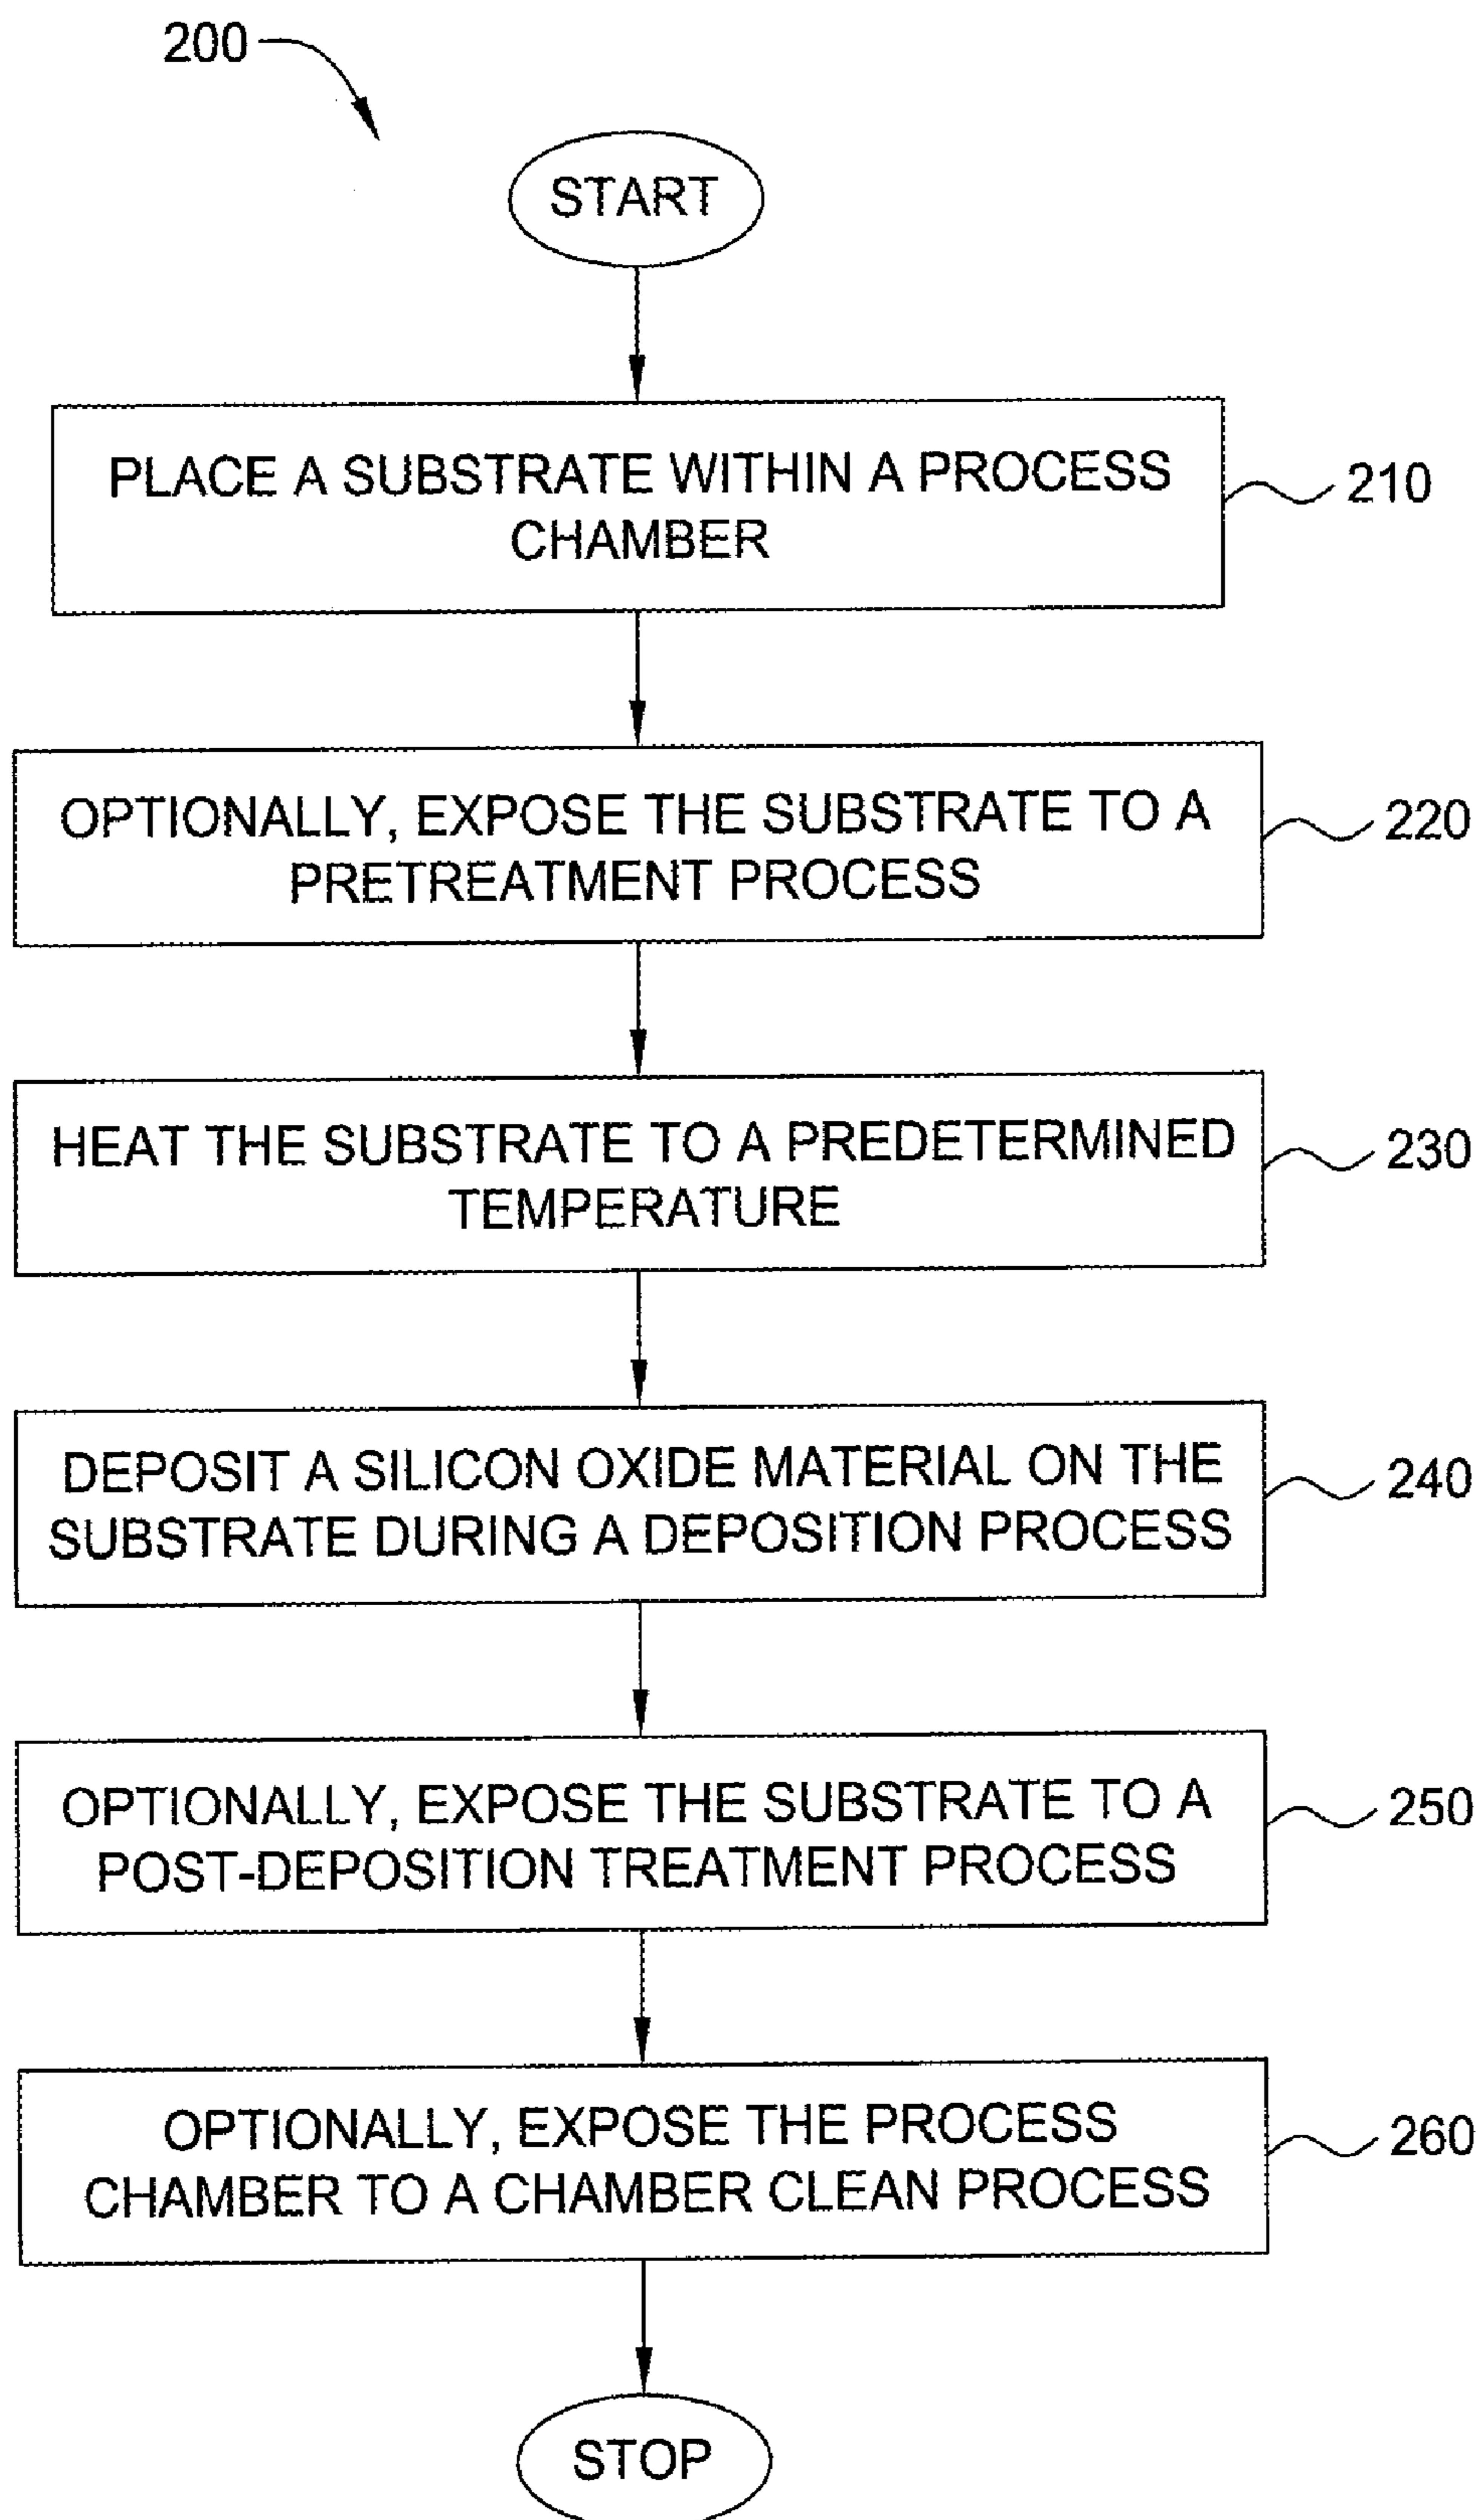 200
START
PLACE A SUBSTRATE WITHIN A PROCESS
CHAMBER
210
OPTIONALLY, EXPOSE THE SUBSTRATE TO A
PRETREATMENT PROCESS
220
HEAT THE SUBSTRATE TO A PREDETERMINED
TEMPERATURE
230
DEPOSIT A SILICON OXIDE MATERIAL ON THE
SUBSTRATE DURING A DEPOSITION PROCESS
240
OPTIONALLY, EXPOSE THE SUBSTRATE TO A
POST-DEPOSITION TREATMENT PROCESS
250
OPTIONALLY, EXPOSE THE PROCESS
CHAMBER TO A CHAMBER CLEAN PROCESS
260
STOP